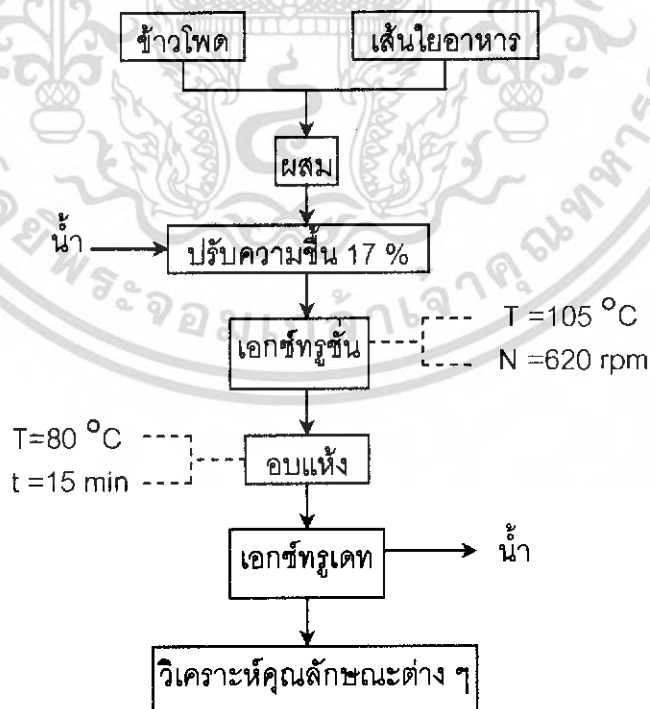 ข้าวโพด
เส้นใยอาหาร
ผสม
น้ำ
ปรับความชื้น 17 %
เอกซ์ทรูชั่น
T =105 °C
N =620 rpm
T=80 °C
t =15 min
อบแห้ง
เอกซ์ทรูเดท
น้ำ
วิเคราะห์คุณลักษณะต่าง ๆ